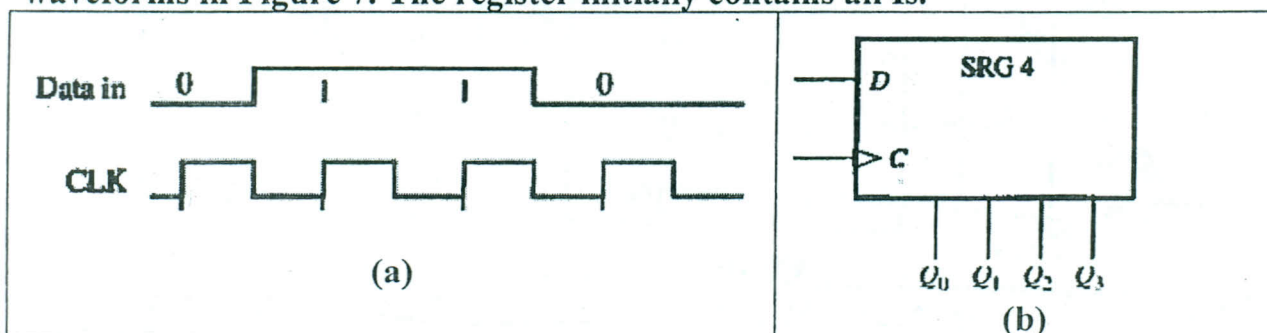 waveforms in Figure 7. The register initially contains all 1s.
Data in 0 1 1 0
CLK
(a)
SRG 4
D
C
Q0 Q1 Q2 Q3
(b)